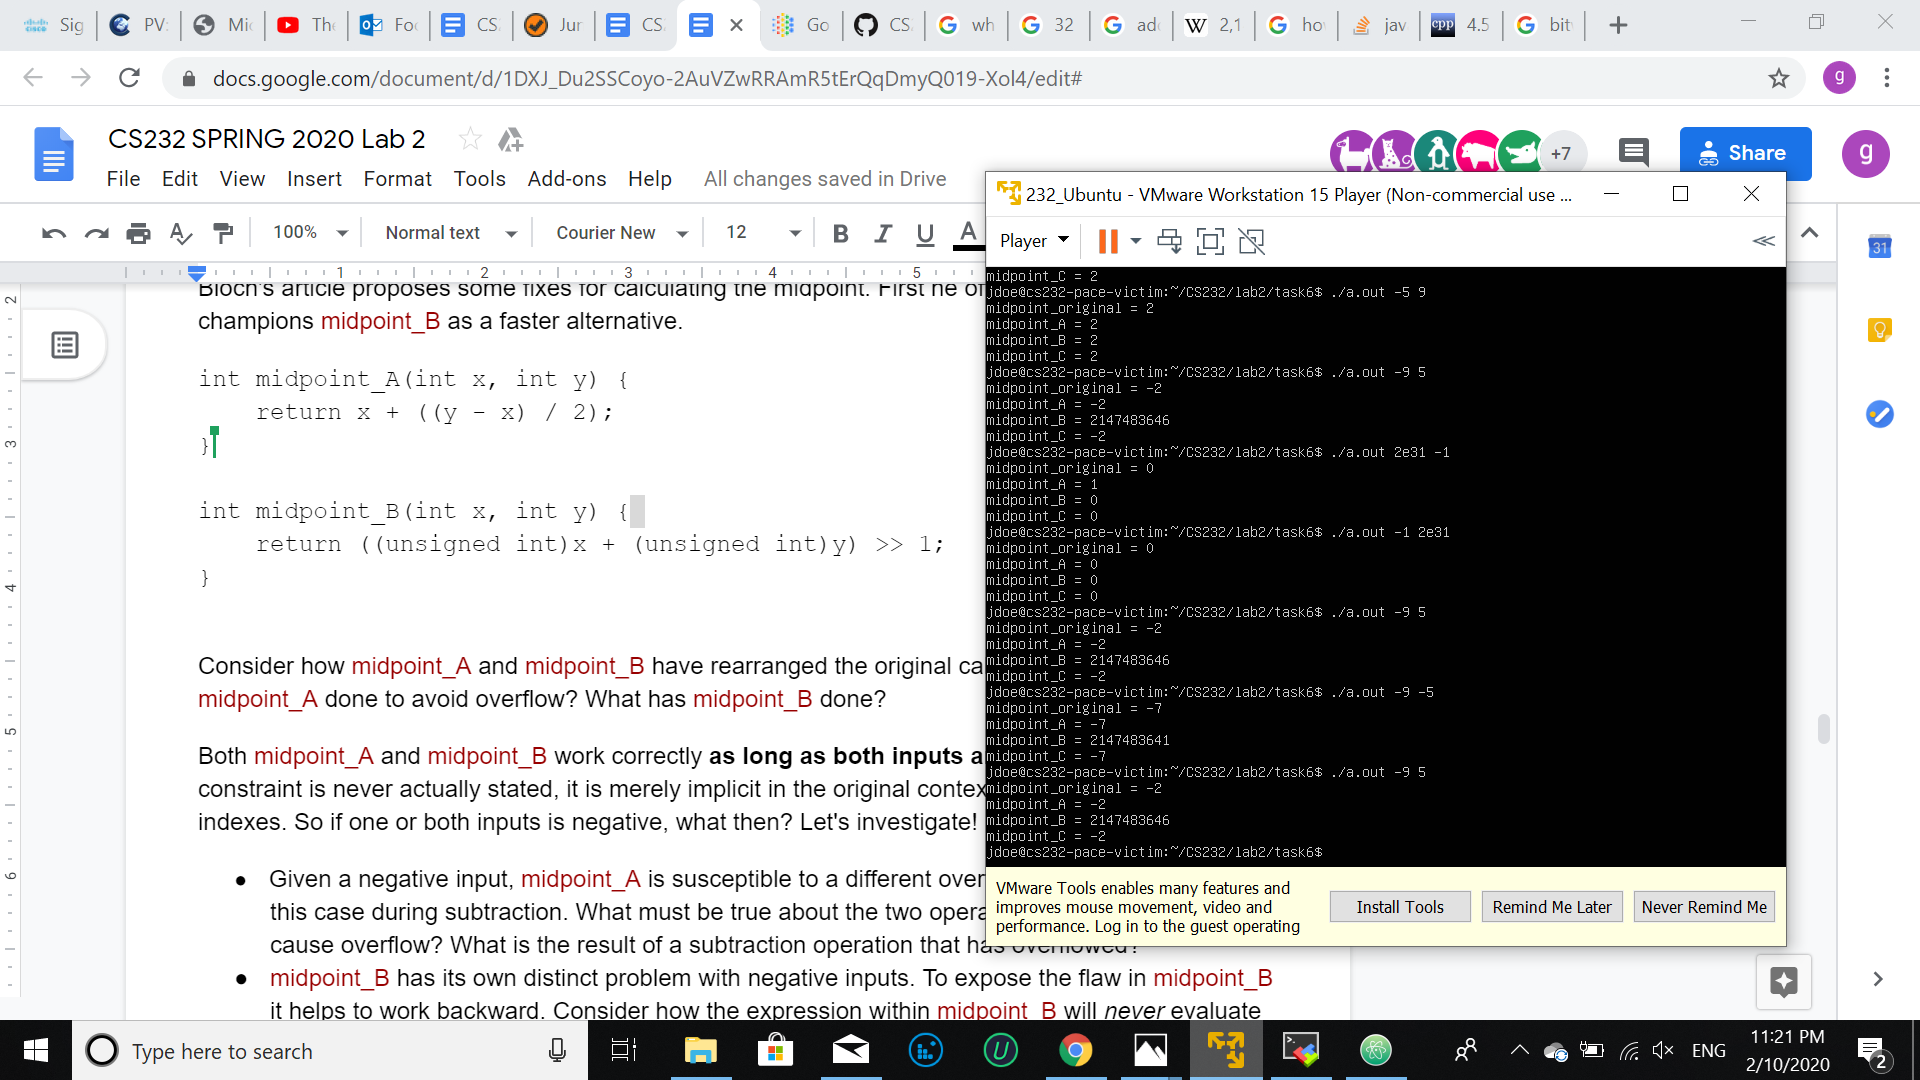 Sig
PV:
Mic
The
Foc
CS
Jur
CS
Go
CS
wh
32
ad
W 2,1
ho
jav
cpp 4.5
bit
docs.google.com/document/d/1DXJ_Du2SSCoyo-2AuVZwRRAmR5tErQqDmyQ019-Xol4/edit#
g
CS232 SPRING 2020 Lab 2
File Edit View Insert Format Tools Add-ons Help All changes saved in Drive
+7
Share
g
100% Normal text Courier New 12 B I U A
31
1 2 3 4 5
2
3
4
5
6
Bloch's article proposes some fixes for calculating the midpoint. First he of
champions midpoint_B as a faster alternative.
int midpoint_A(int x, int y) {
return x + ((y - x) / 2);
}
int midpoint_B(int x, int y) {
return ((unsigned int)x + (unsigned int)y) >> 1;
}
Consider how midpoint_A and midpoint_B have rearranged the original ca
midpoint_A done to avoid overflow? What has midpoint_B done?
Both midpoint_A and midpoint_B work correctly as long as both inputs a
constraint is never actually stated, it is merely implicit in the original contex
indexes. So if one or both inputs is negative, what then? Let's investigate!
● Given a negative input, midpoint_A is susceptible to a different over
this case during subtraction. What must be true about the two opera
cause overflow? What is the result of a subtraction operation that has overflowed?
● midpoint_B has its own distinct problem with negative inputs. To expose the flaw in midpoint_B
it helps to work backward. Consider how the expression within midpoint_B will never evaluate
232_Ubuntu - VMware Workstation 15 Player (Non-commercial use ...
Player
midpoint_C = 2
jdoe@cs232-pace-victim:~/CS232/lab2/task6$ ./a.out -5 9
midpoint_original = 2
midpoint_A = 2
midpoint_B = 2
midpoint_C = 2
jdoe@cs232-pace-victim:~/CS232/lab2/task6$ ./a.out -9 5
midpoint_original = -2
midpoint_A = -2
midpoint_B = 2147483646
midpoint_C = -2
jdoe@cs232-pace-victim:~/CS232/lab2/task6$ ./a.out 2e31 -1
midpoint_original = 0
midpoint_A = 1
midpoint_B = 0
midpoint_C = 0
jdoe@cs232-pace-victim:~/CS232/lab2/task6$ ./a.out -1 2e31
midpoint_original = 0
midpoint_A = 0
midpoint_B = 0
midpoint_C = 0
jdoe@cs232-pace-victim:~/CS232/lab2/task6$ ./a.out -9 5
midpoint_original = -2
midpoint_A = -2
midpoint_B = 2147483646
midpoint_C = -2
jdoe@cs232-pace-victim:~/CS232/lab2/task6$ ./a.out -9 -5
midpoint_original = -7
midpoint_A = -7
midpoint_B = 2147483641
midpoint_C = -7
jdoe@cs232-pace-victim:~/CS232/lab2/task6$ ./a.out -9 5
midpoint_original = -2
midpoint_A = -2
midpoint_B = 2147483646
midpoint_C = -2
jdoe@cs232-pace-victim:~/CS232/lab2/task6$
VMware Tools enables many features and
improves mouse movement, video and
performance. Log in to the guest operating
Install Tools
Remind Me Later
Never Remind Me
Type here to search
ENG
11:21 PM
2/10/2020
2